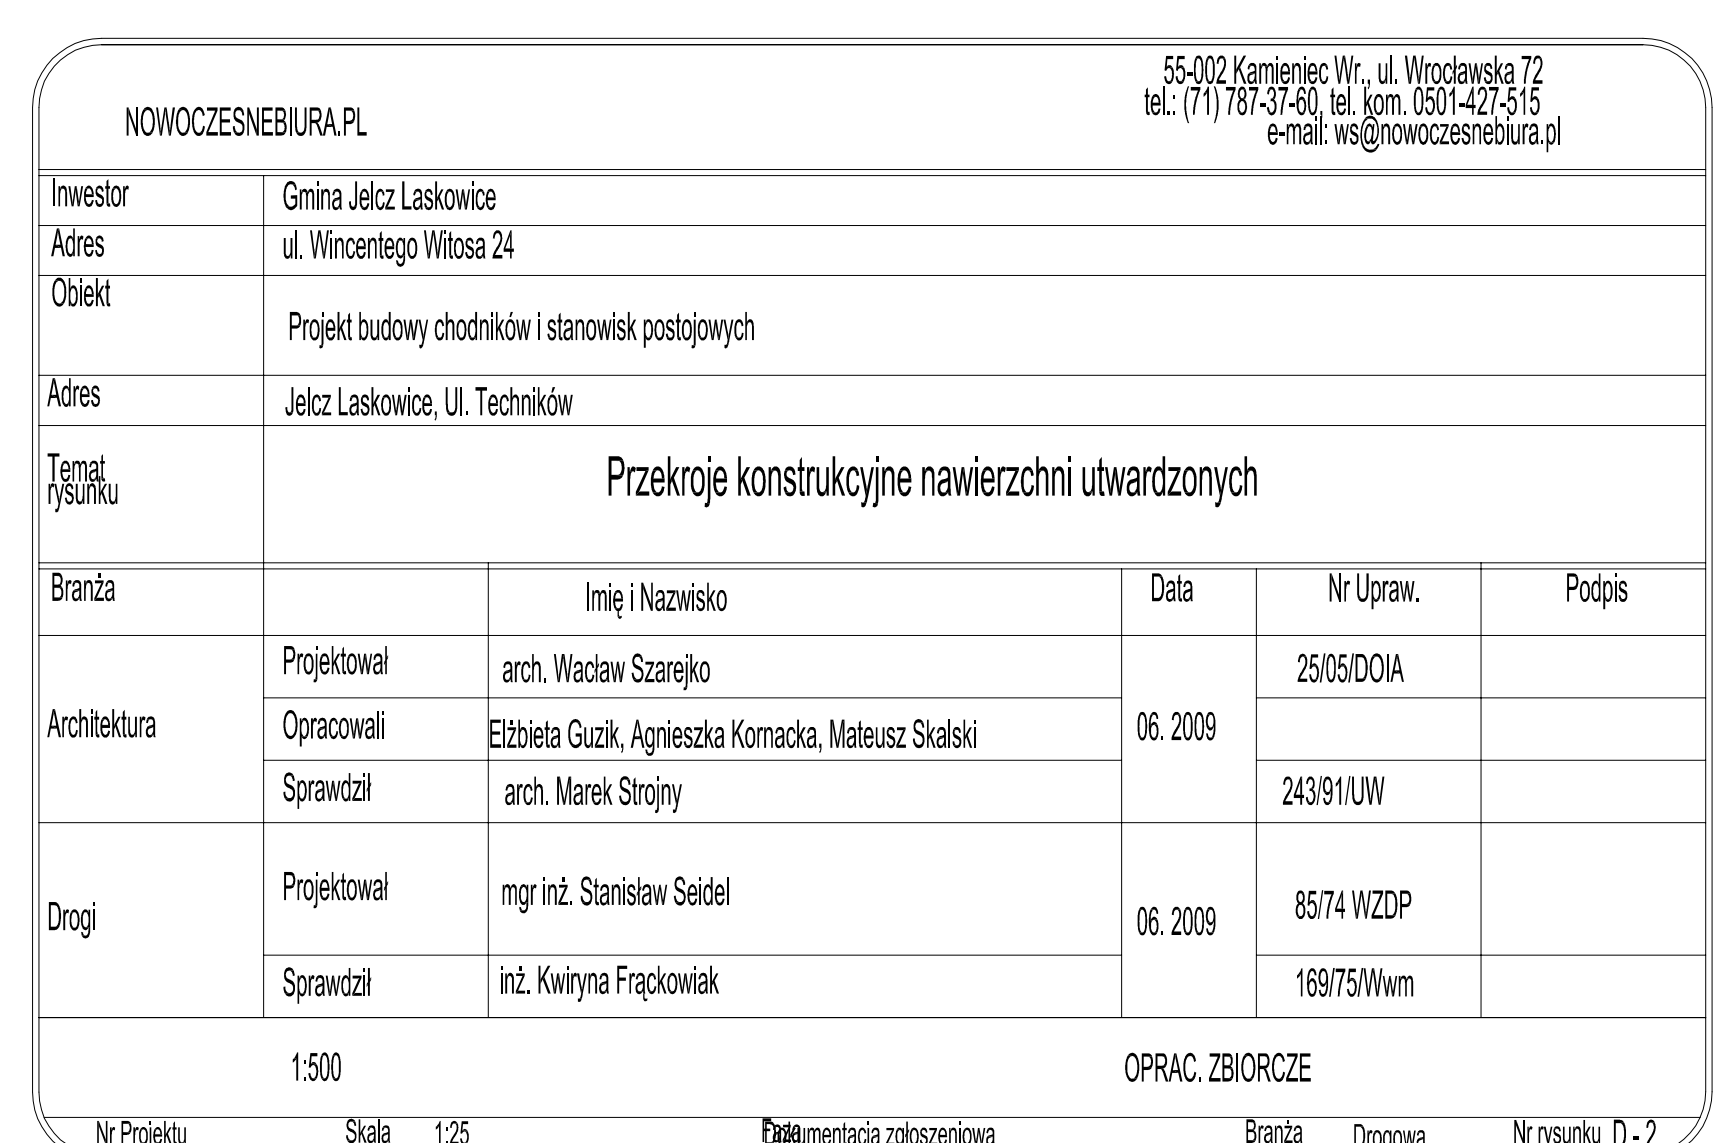 NOWOCZESNEBIURA.PL
55-002 Kamieniec Wr., ul. Wrocławska 72
tel.: (71) 787-37-60, tel. kom. 0501-427-515
e-mail: ws@nowoczesnebiura.pl
Inwestor Gmina Jelcz Laskowice
Adres ul. Wincentego Witosa 24
Obiekt
Projekt budowy chodników i stanowisk postojowych
Adres Jelcz Laskowice, Ul. Techników
Temat
rysunku
Przekroje konstrukcyjne nawierzchni utwardzonych
Branża Imię i Nazwisko Data Nr Upraw. Podpis
Architektura
Projektował arch. Wacław Szarejko 25/05/DOIA
Opracowali Elżbieta Guzik, Agnieszka Kornacka, Mateusz Skalski 06. 2009
Sprawdził arch. Marek Strojny 243/91/UW
Drogi
Projektował mgr inż. Stanisław Seidel 85/74 WZDP
06. 2009
Sprawdził inż. Kwiryna Frąckowiak 169/75/Wwm
1:500 OPRAC. ZBIORCZE
Nr Projektu Skala 1:25 Faza Dokumentacja zgłoszeniowa Branża Drogowa Nr rysunku D - 2